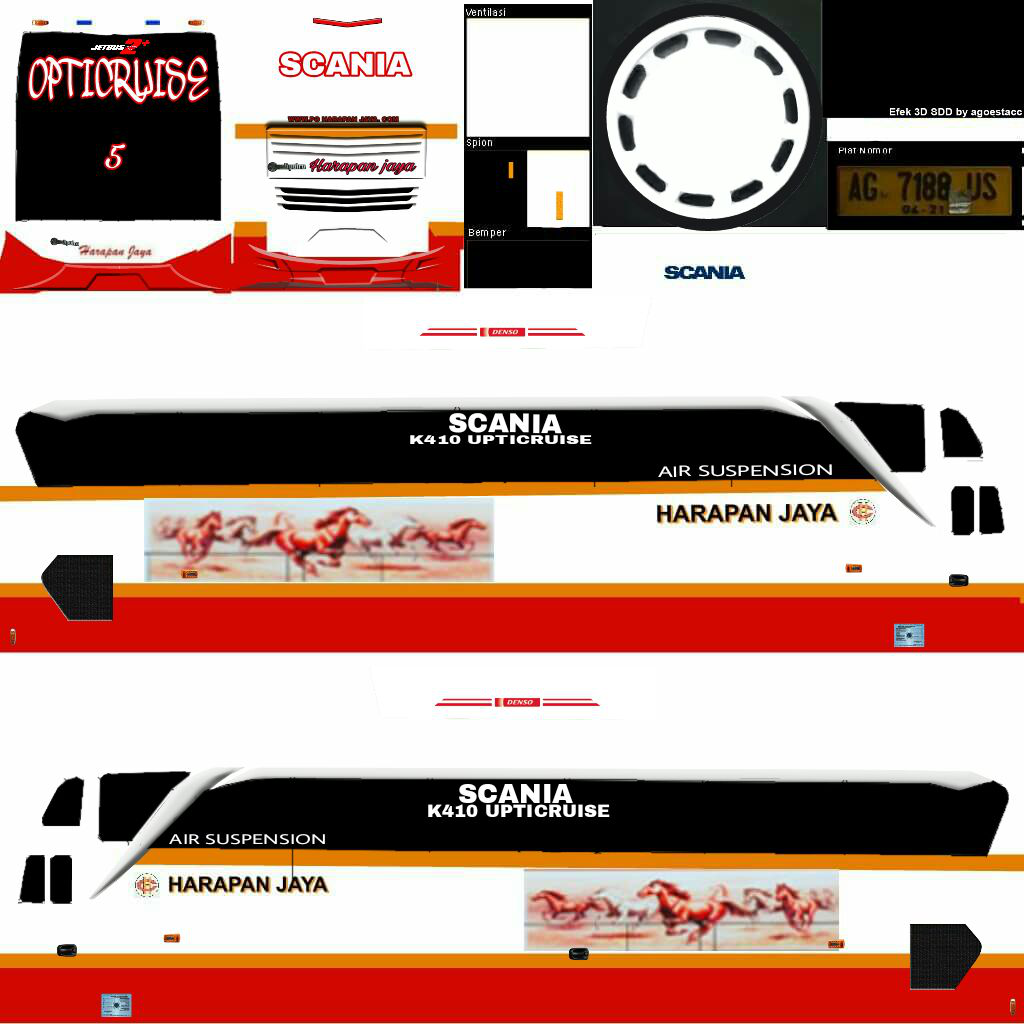 JETBUS 2+
OPTICRUISE
5
Harapan Jaya
SCANIA
WWW.PO HARAPAN JAYA. COM
Harapan jaya
Ventilasi
Spion
Bemper
Efek 3D SDD by agoestacc
Plat Nomor
AG 7188 US
04-21
SCANIA
DENSO
SCANIA
K410 UPTICRUISE
AIR SUSPENSION
HARAPAN JAYA
DENSO
SCANIA
K410 UPTICRUISE
AIR SUSPENSION
HARAPAN JAYA